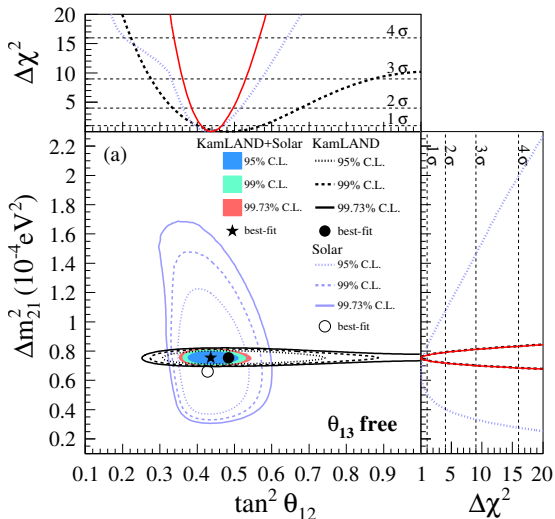 Δχ²
20
15
10
5
4σ
3σ
2σ
1σ
(a)
KamLAND+Solar
95% C.L.
99% C.L.
99.73% C.L.
best-fit
KamLAND
95% C.L.
99% C.L.
99.73% C.L.
best-fit
Solar
95% C.L.
99% C.L.
99.73% C.L.
best-fit
θ₁₃ free
1σ
2σ
3σ
4σ
Δm²₂₁ (10⁻⁴eV²)
2.2
2
1.8
1.6
1.4
1.2
1
0.8
0.6
0.4
0.2
0.1 0.2 0.3 0.4 0.5 0.6 0.7 0.8 0.9 1 5 10 15 20
tan² θ₁₂
Δχ²